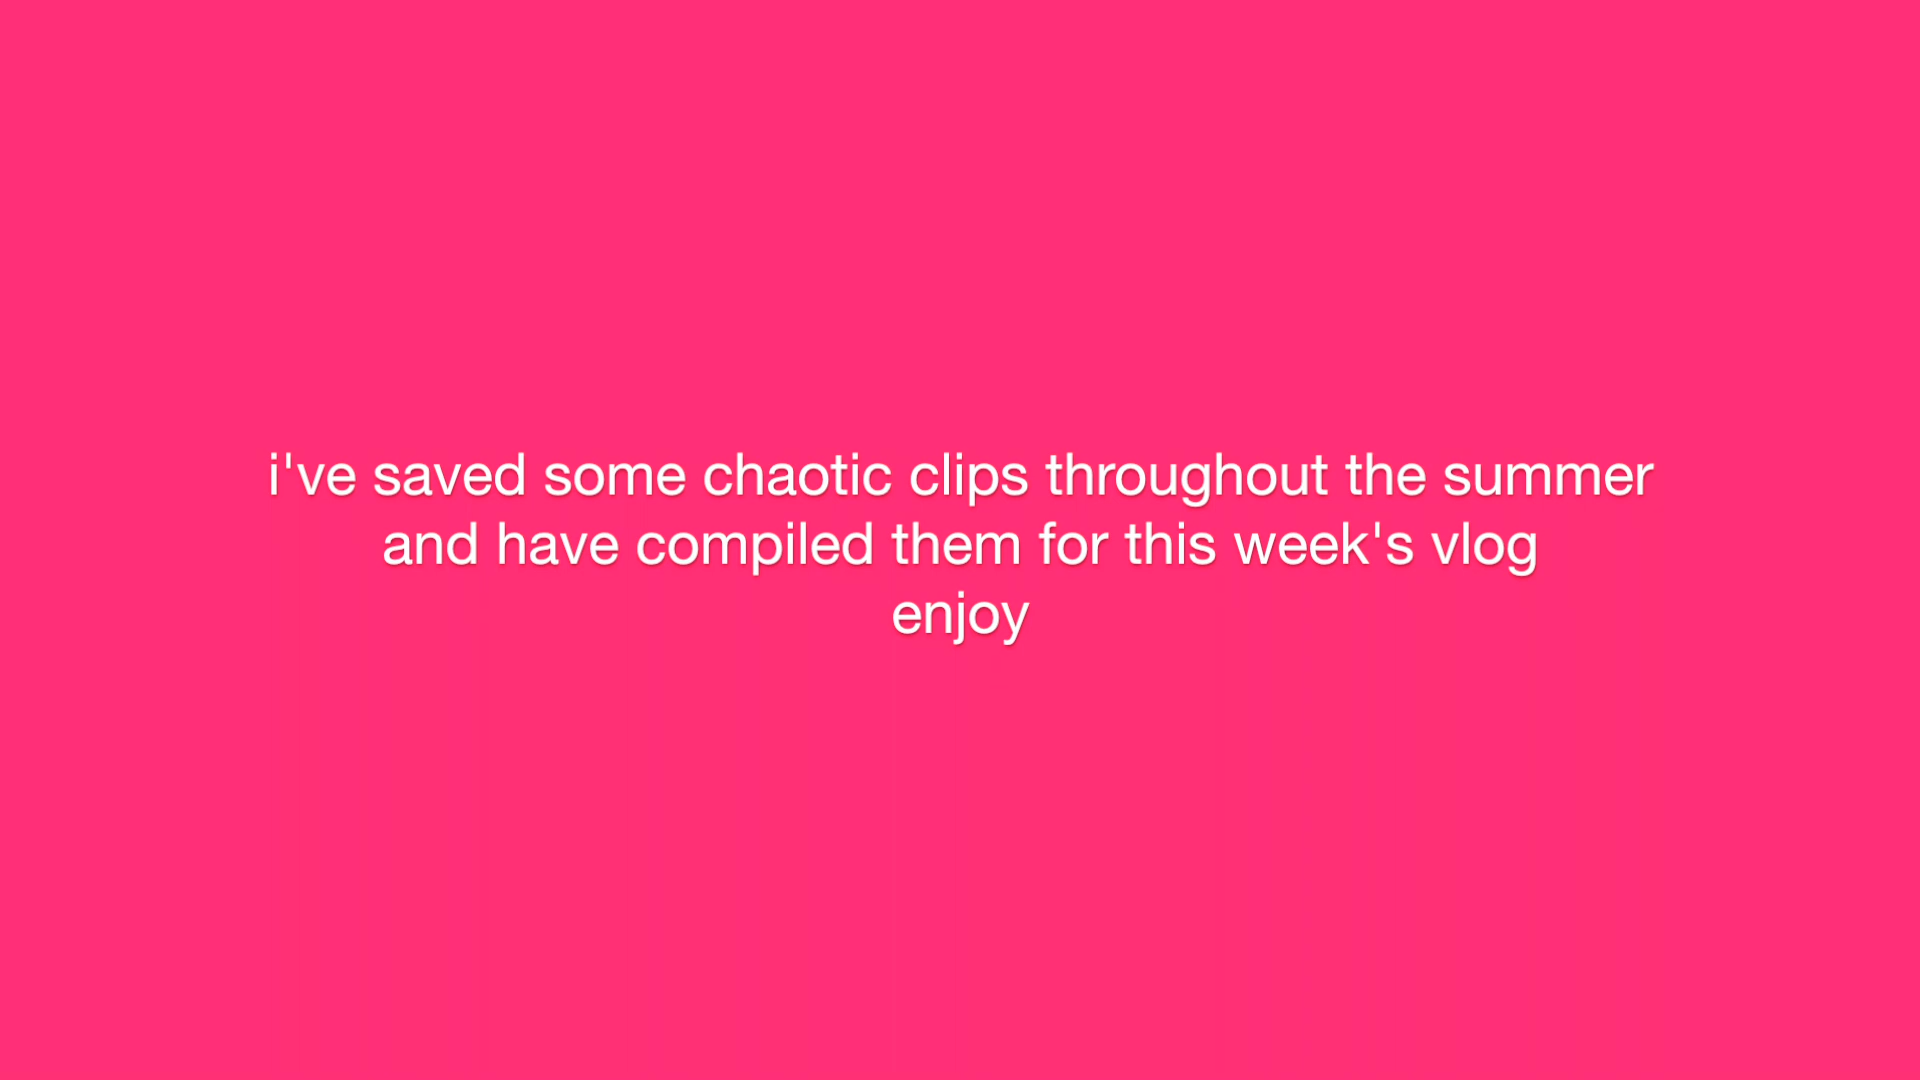 i've saved some chaotic clips throughout the summer
and have compiled them for this week's vlog
enjoy